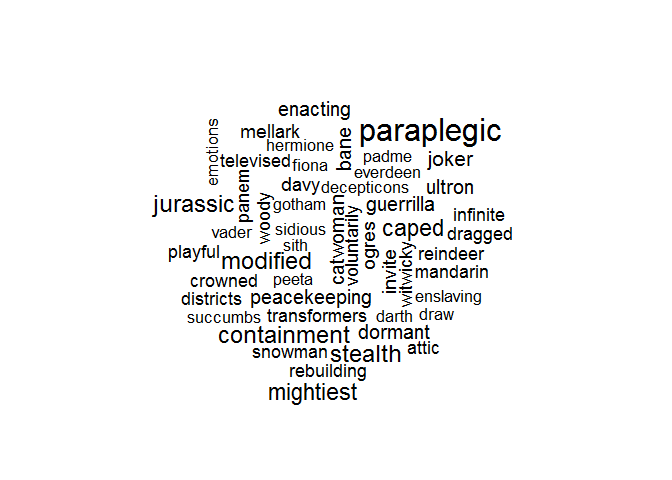 enacting
emotions
mellark
paraplegic
hermione
bane
televised
fiona
padme
joker
everdeen
panem
davy
decepticons
ultron
jurassic
woody
gotham
catwoman
voluntarily
guerrilla
infinite
vader
sidious
ogres
caped
dragged
sith
playful
modified
invite
witwicky
reindeer
mandarin
crowned
peeta
districts
peacekeeping
enslaving
succumbs
transformers
darth
draw
containment
dormant
snowman
stealth
attic
rebuilding
mightiest